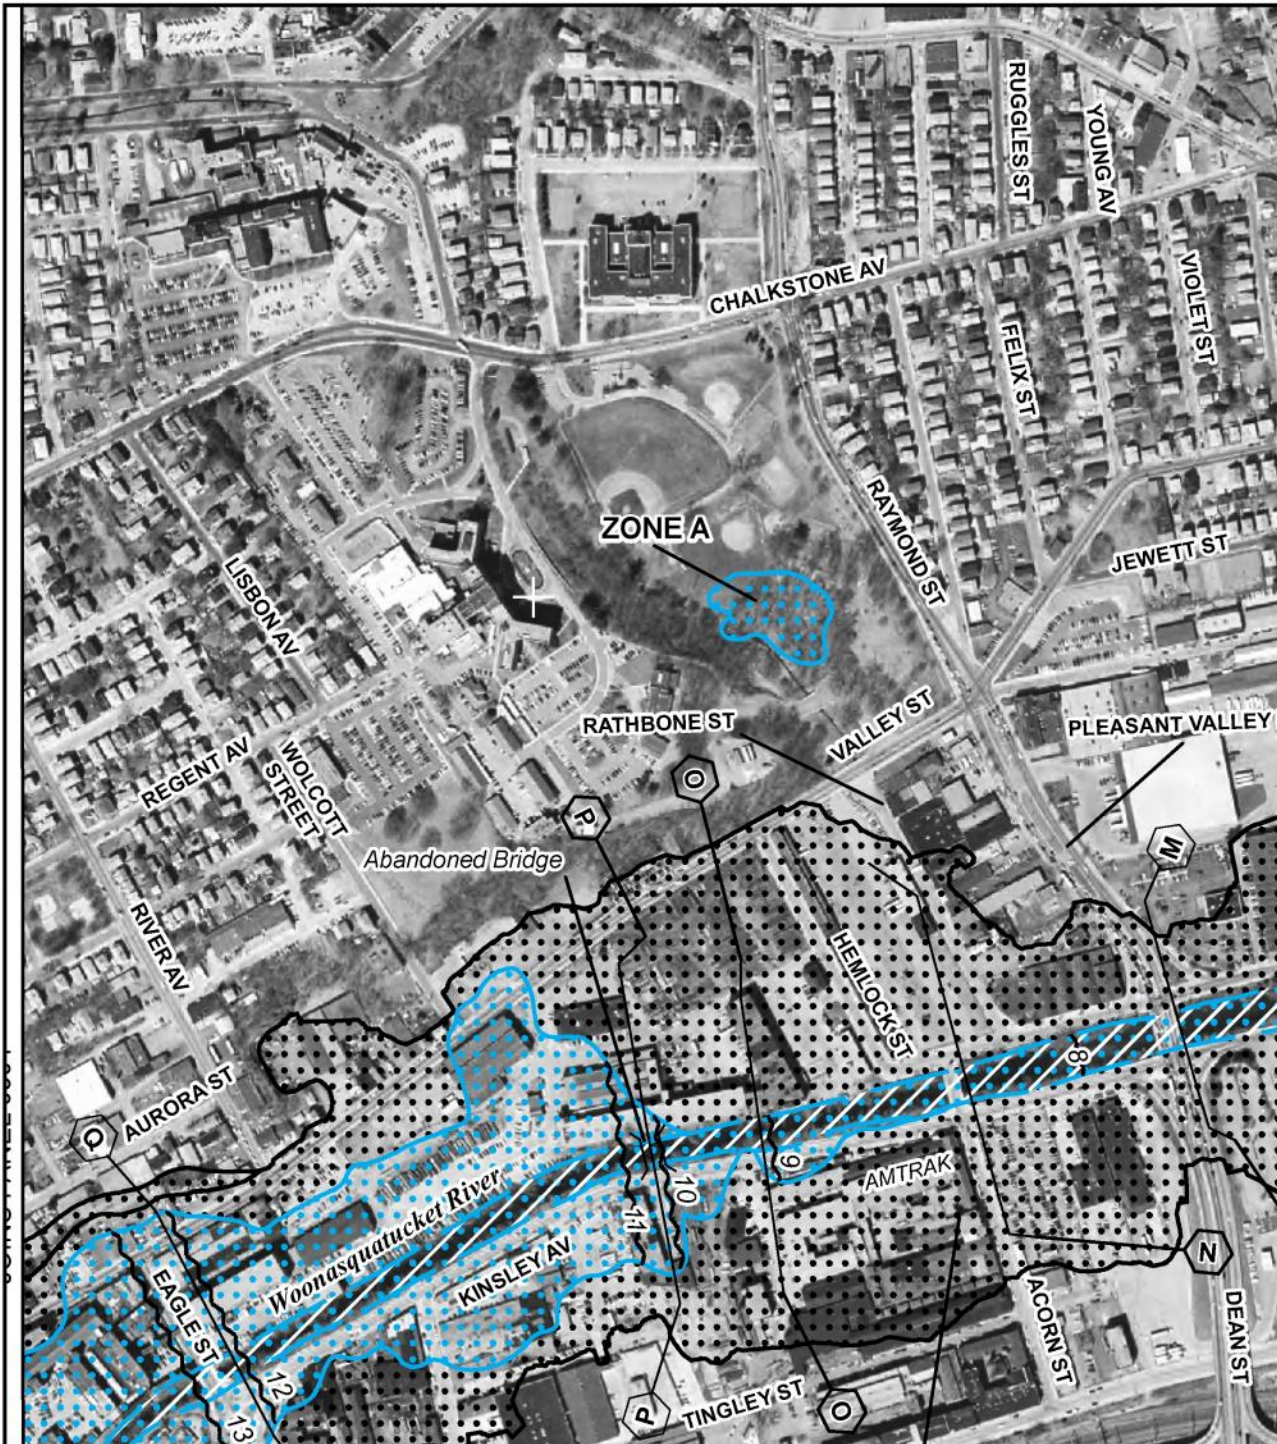 RUGGLES ST
YOUNG AV
CHALKSTONE AV
VIOLET ST
FELIX ST
ZONE A
RAYMOND ST
JEWETT ST
LISBON AV
RATHBONE ST
VALLEY ST
PLEASANT VALLEY
REGENT AV
WOLCOTT
STREET
O
P
M
Abandoned Bridge
RIVER AV
HEMLOCK ST
8
AURORA ST
Q
9
AMTRAK
10
11
Woonasquatucket River
KINSLEY AV
N
EAGLE ST
ACORN ST
DEAN ST
12
13
P
TINGLEY ST
O